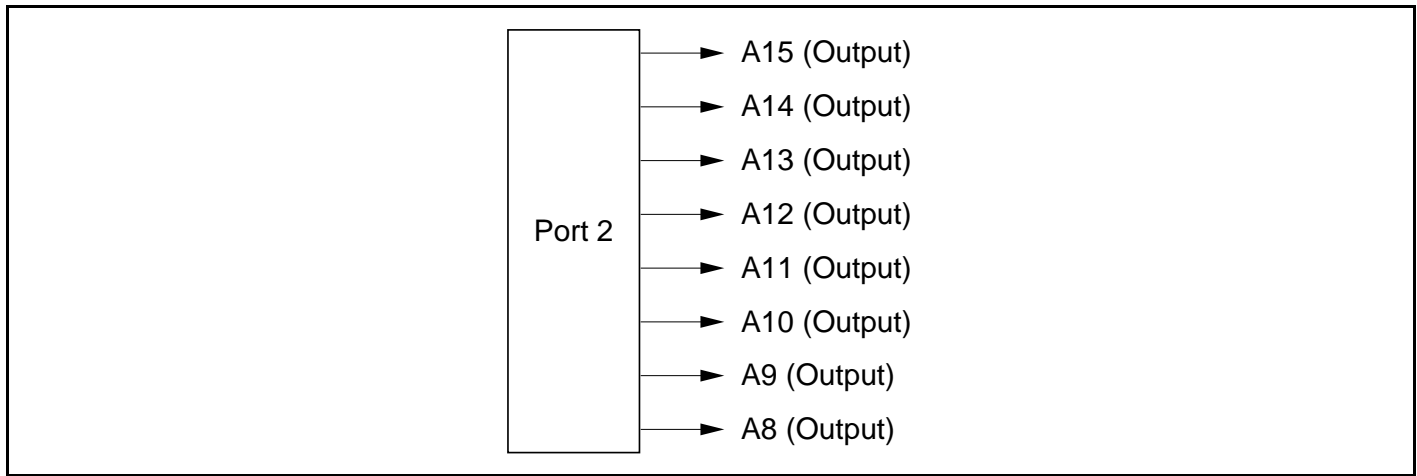 A15 (Output)
A14 (Output)
A13 (Output)
A12 (Output)
Port 2
A11 (Output)
A10 (Output)
A9 (Output)
A8 (Output)